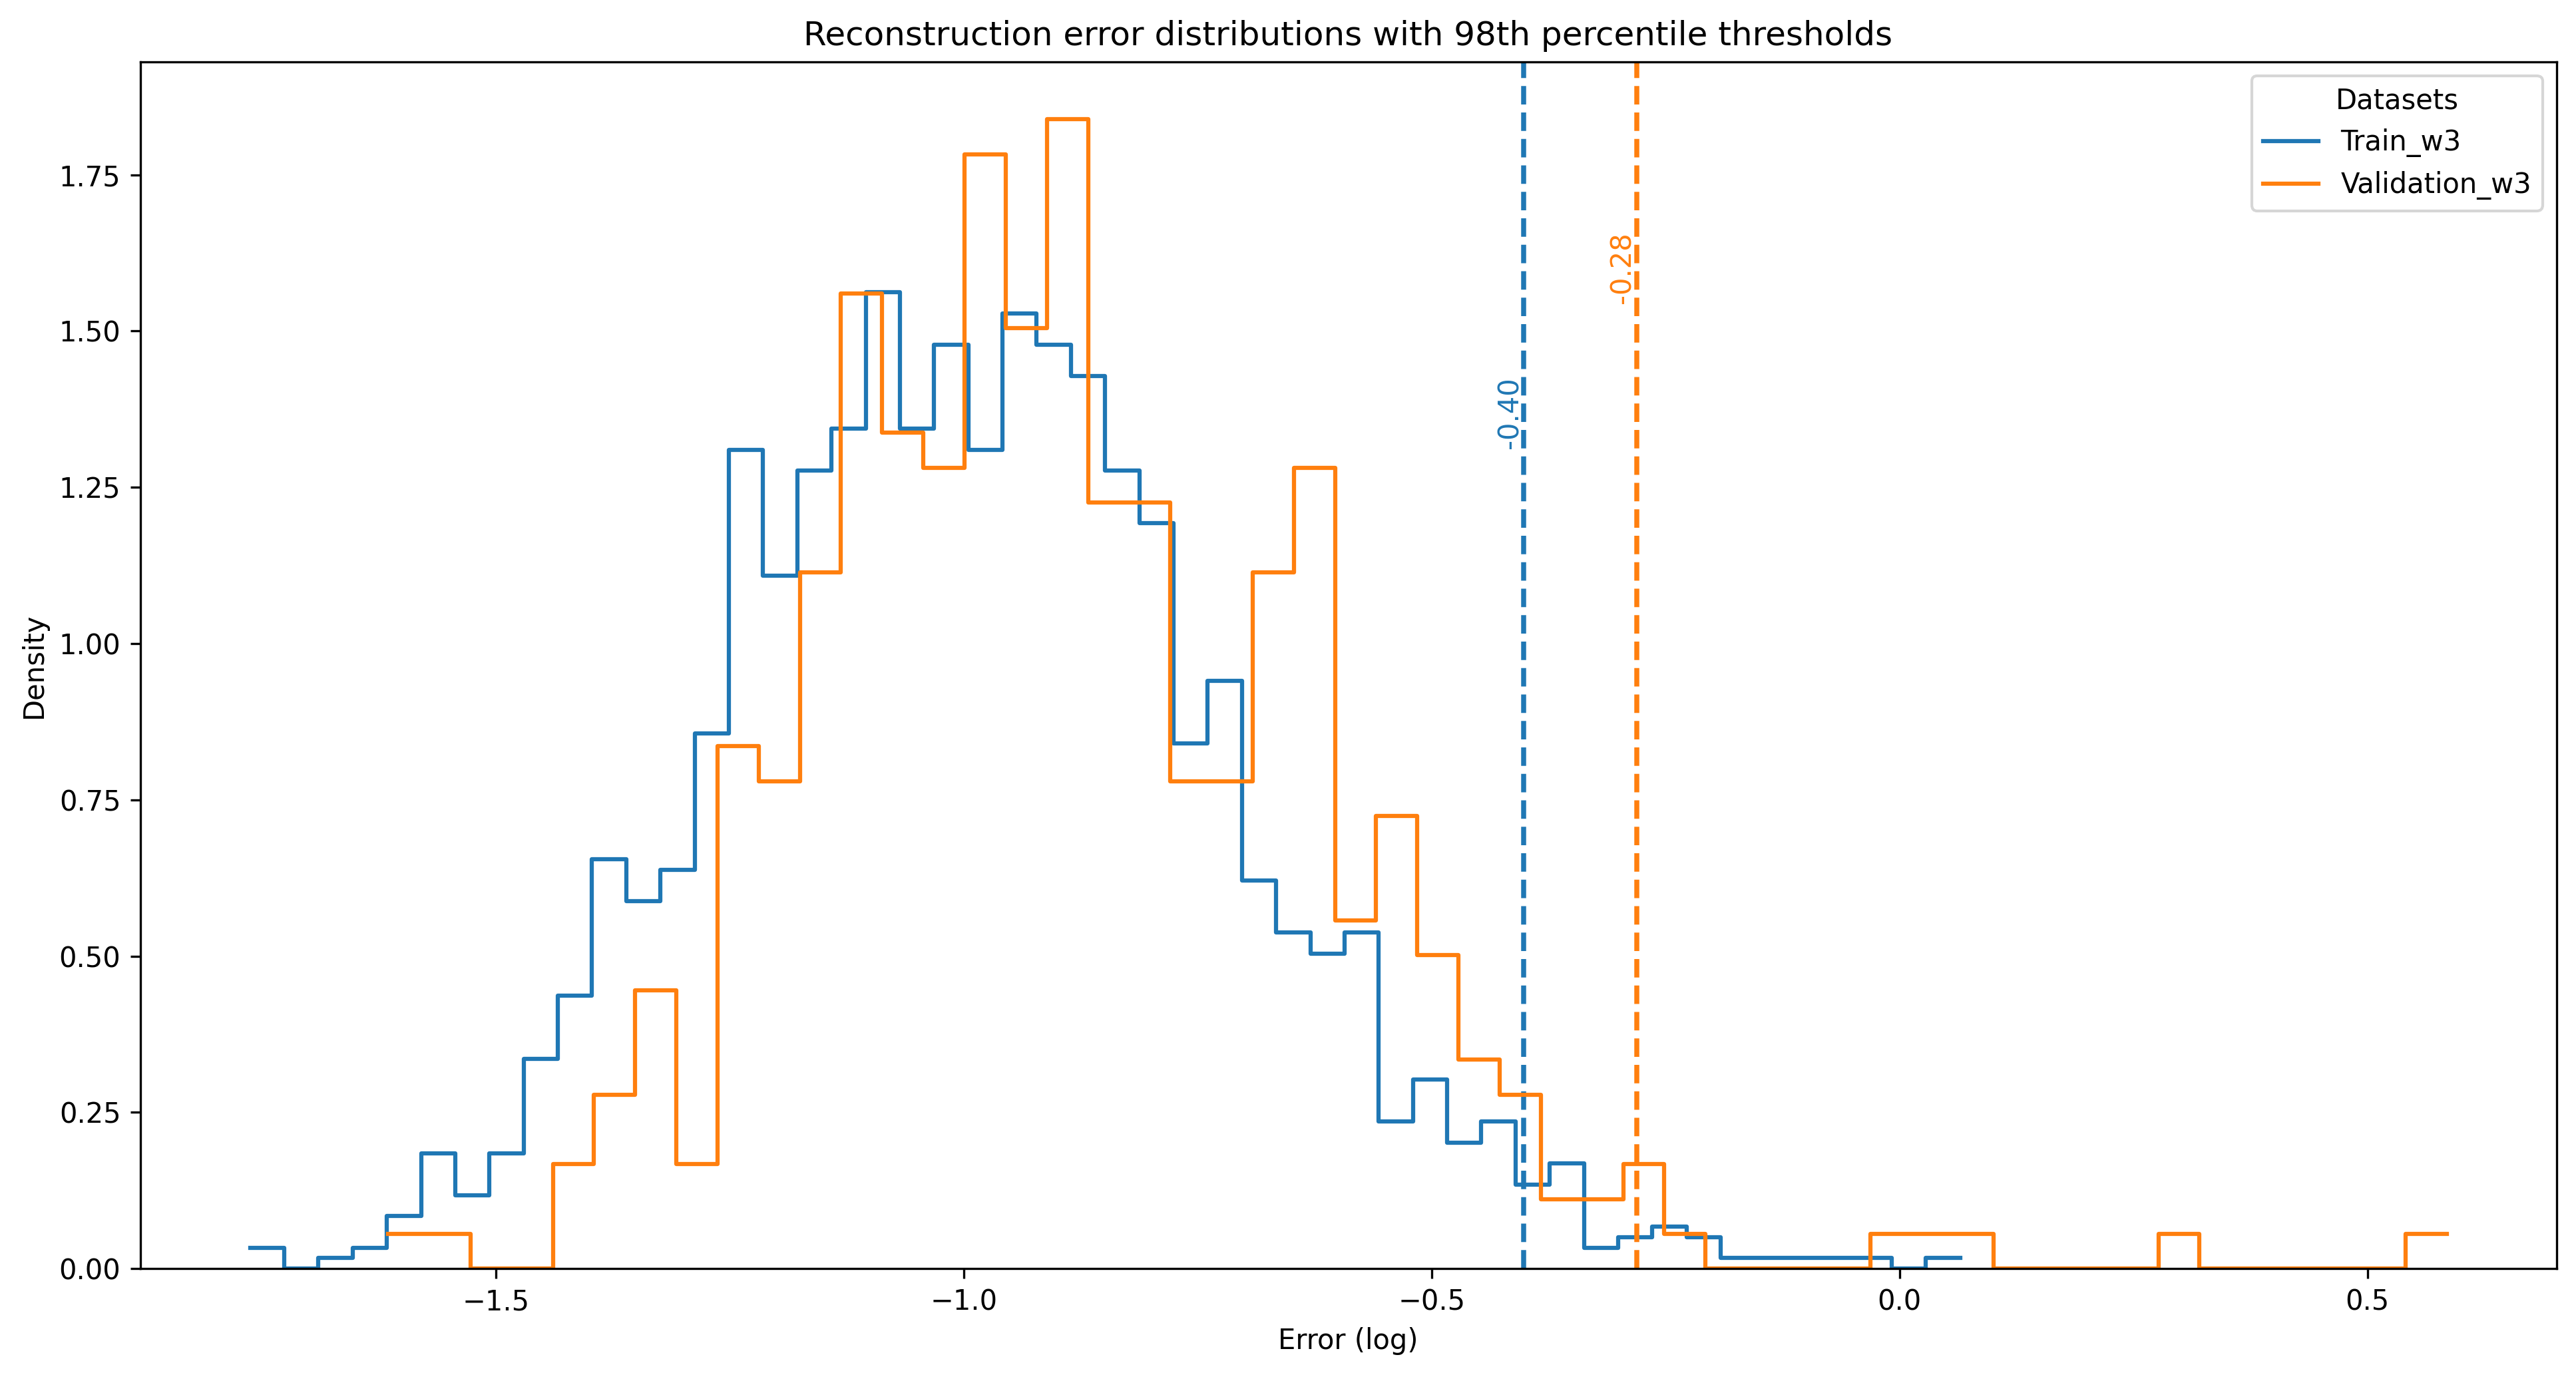 Reconstruction error distributions with 98th percentile thresholds
Datasets
Train_w3
Validation_w3
-0.28
-0.40
Density
1.75
1.50
1.25
1.00
0.75
0.50
0.25
0.00
−1.5
−1.0
−0.5
0.0
0.5
Error (log)